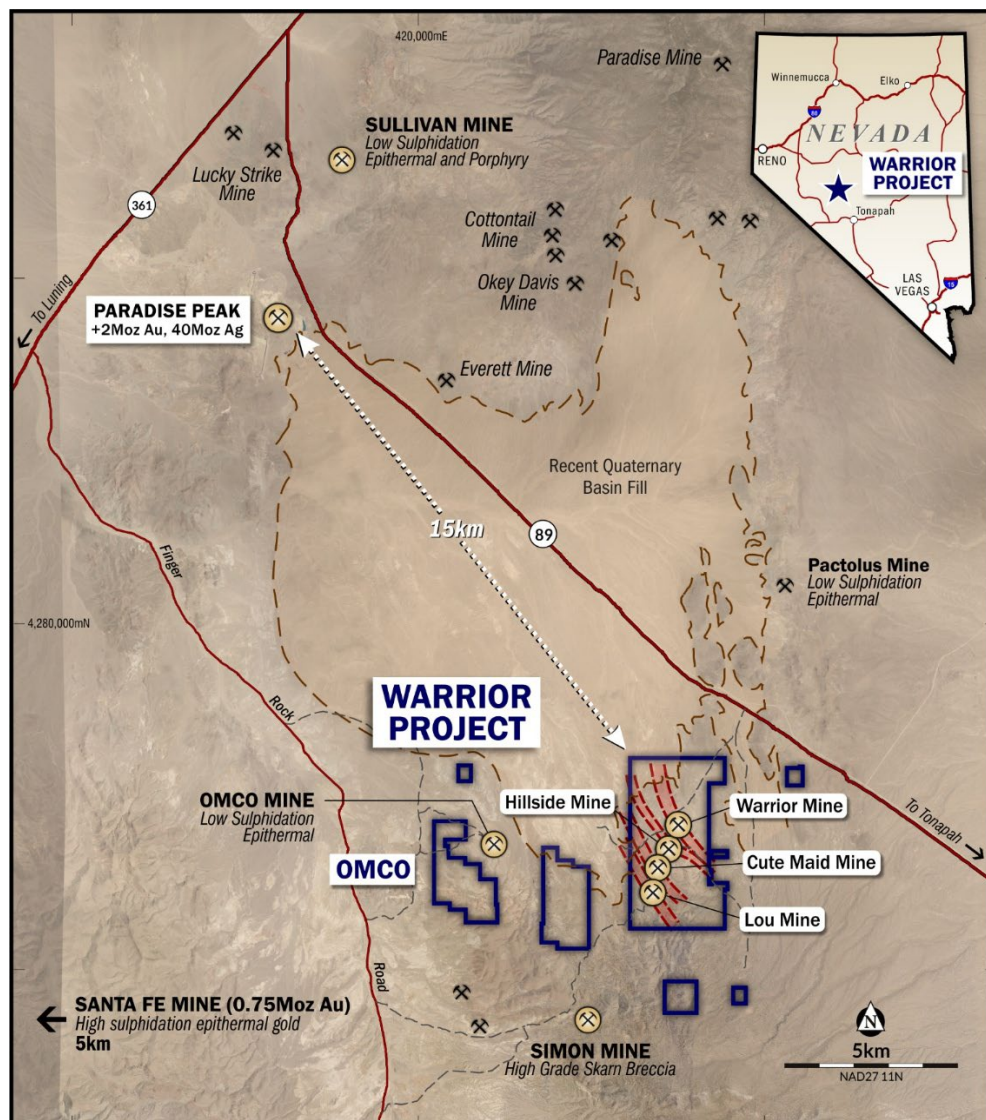 420,000mE
Paradise Mine
SULLIVAN MINE
Low Sulphidation
Epithermal and Porphyry
Lucky Strike
Mine
361
Cottontail
Mine
Okey Davis
Mine
To Luning
PARADISE PEAK
+2Moz Au, 40Moz Ag
Everett Mine
Winnemucca
Elko
80
NEVADA
RENO
WARRIOR
PROJECT
Tonapah
LAS
VEGAS
15
Recent Quaternary
Basin Fill
15km
89
Finger
Pactolus Mine
Low Sulphidation
Epithermal
4,280,000mN
WARRIOR
PROJECT
Rock
OMCO MINE
Low Sulphidation
Epithermal
Hillside Mine
Warrior Mine
To Tonapah
OMCO
Cute Maid Mine
Lou Mine
Road
SANTA FE MINE (0.75Moz Au)
High sulphidation epithermal gold
5km
SIMON MINE
High Grade Skarn Breccia
N
5km
NAD27 11N